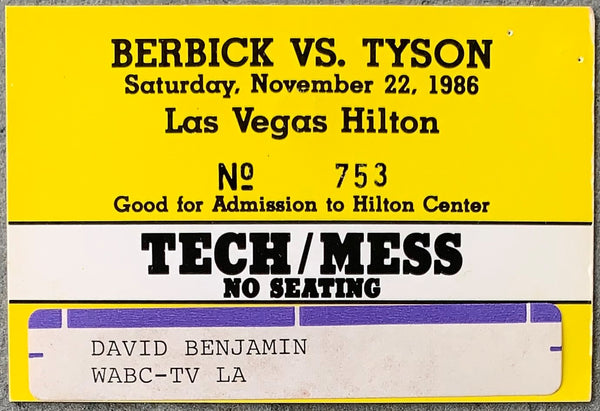 BERBICK VS. TYSON
Saturday, November 22, 1986
Las Vegas Hilton
Nº 753
Good for Admission to Hilton Center
TECH/MESS
NO SEATING
DAVID BENJAMIN
WABC-TV LA